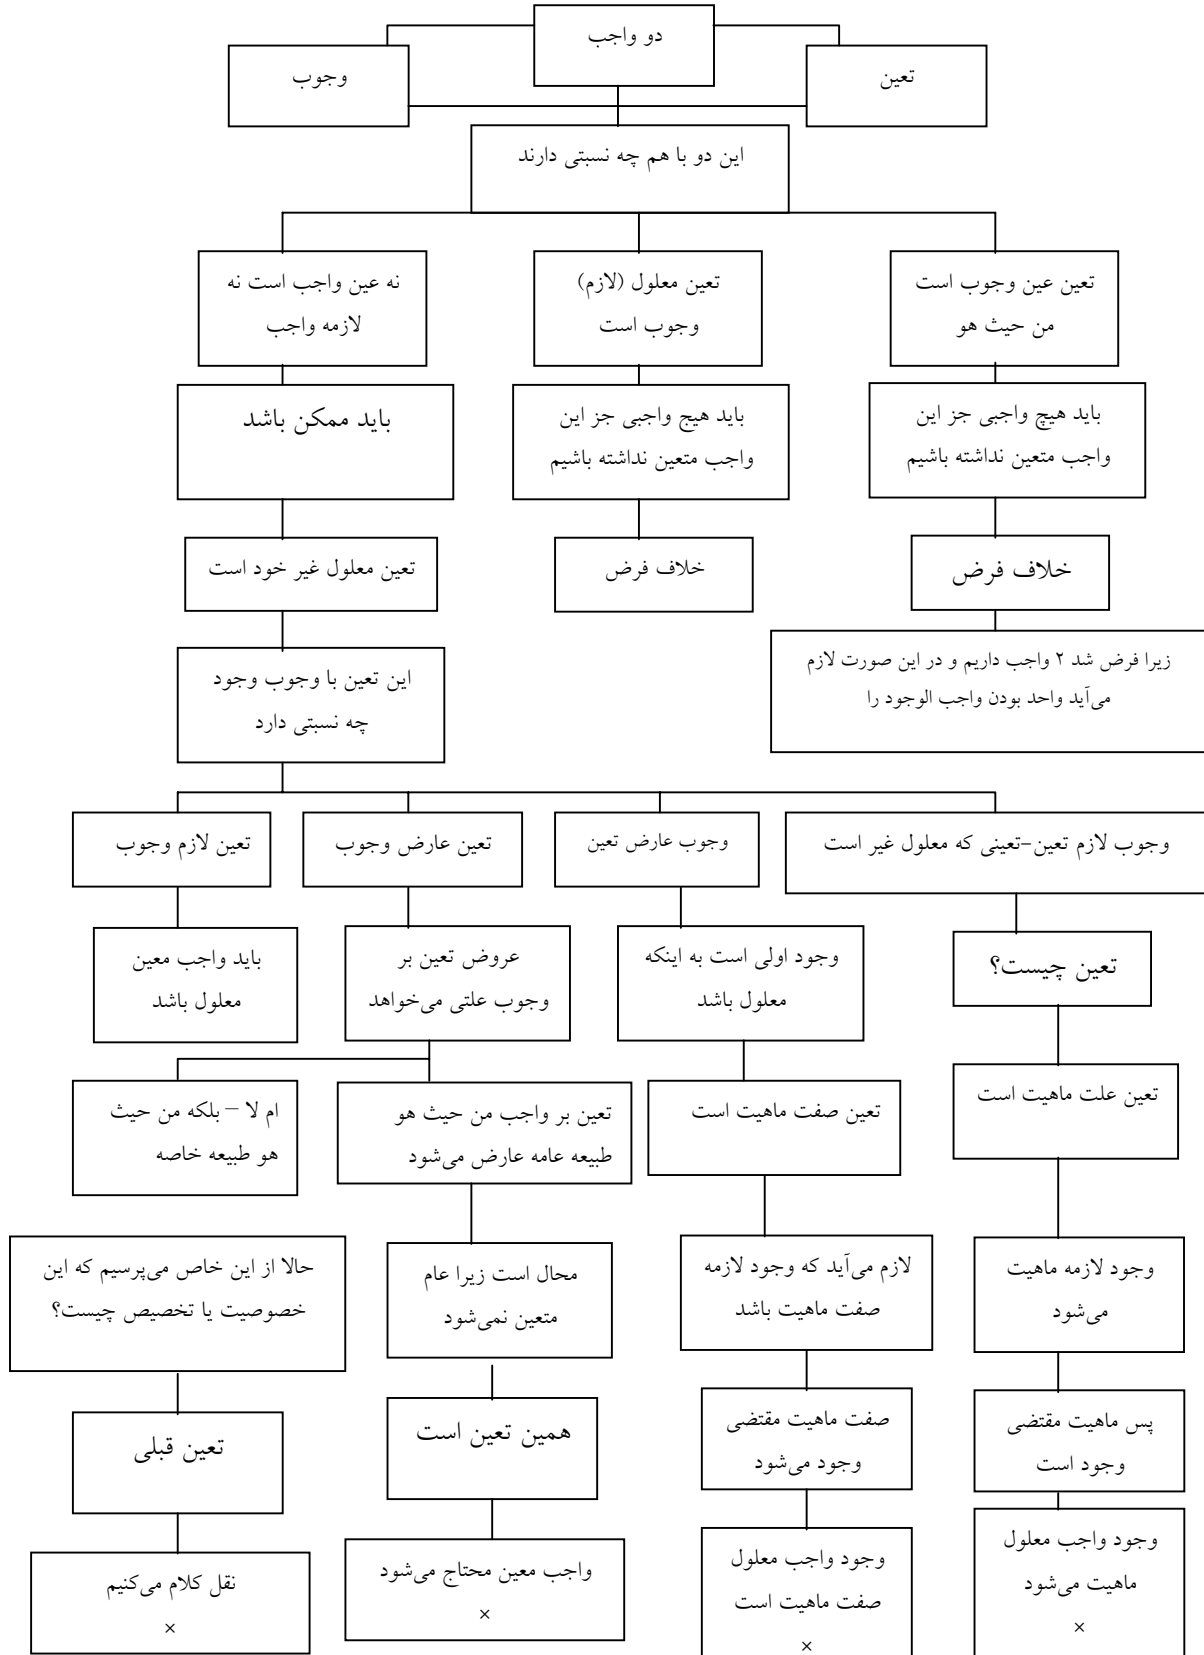 دو واجب
تعین
وجوب
این دو با هم چه نسبتی دارند
تعین عین وجوب است
من حیث هو
تعین معلول (لازم)
وجوب است
نه عین واجب است نه
لازمه واجب
باید هیچ واجبی جز این
واجب متعین نداشته باشیم
باید هیچ واجبی جز این
واجب متعین نداشته باشیم
باید ممکن باشد
خلاف فرض
خلاف فرض
تعین معلول غیر خود است
زیرا فرض شد ۲ واجب داریم و در این صورت لازم
می‌آید واحد بودن واجب الوجود را
این تعین با وجوب وجود
چه نسبتی دارد
وجوب لازم تعین-تعینی که معلول غیر است
وجوب عارض تعین
تعین عارض وجوب
تعین لازم وجوب
تعین چیست؟
وجود اولی است به اینکه
معلول باشد
عروض تعین بر
وجوب علتی می‌خواهد
باید واجب معین
معلول باشد
تعین علت ماهیت است
تعین صفت ماهیت است
تعین بر واجب من حیث هو
طبیعه عامه عارض می‌شود
ام لا – بلکه من حیث
هو طبیعه خاصه
وجود لازمه ماهیت
می‌شود
لازم می‌آید که وجود لازمه
صفت ماهیت باشد
محال است زیرا عام
متعین نمی‌شود
حالا از این خاص می‌پرسیم که این
خصوصیت یا تخصیص چیست؟
پس ماهیت مقتضی
وجود است
صفت ماهیت مقتضی
وجود می‌شود
همین تعین است
تعین قبلی
وجود واجب معلول
ماهیت می‌شود
×
وجود واجب معلول
صفت ماهیت است
×
واجب معین محتاج می‌شود
×
نقل کلام می‌کنیم
×